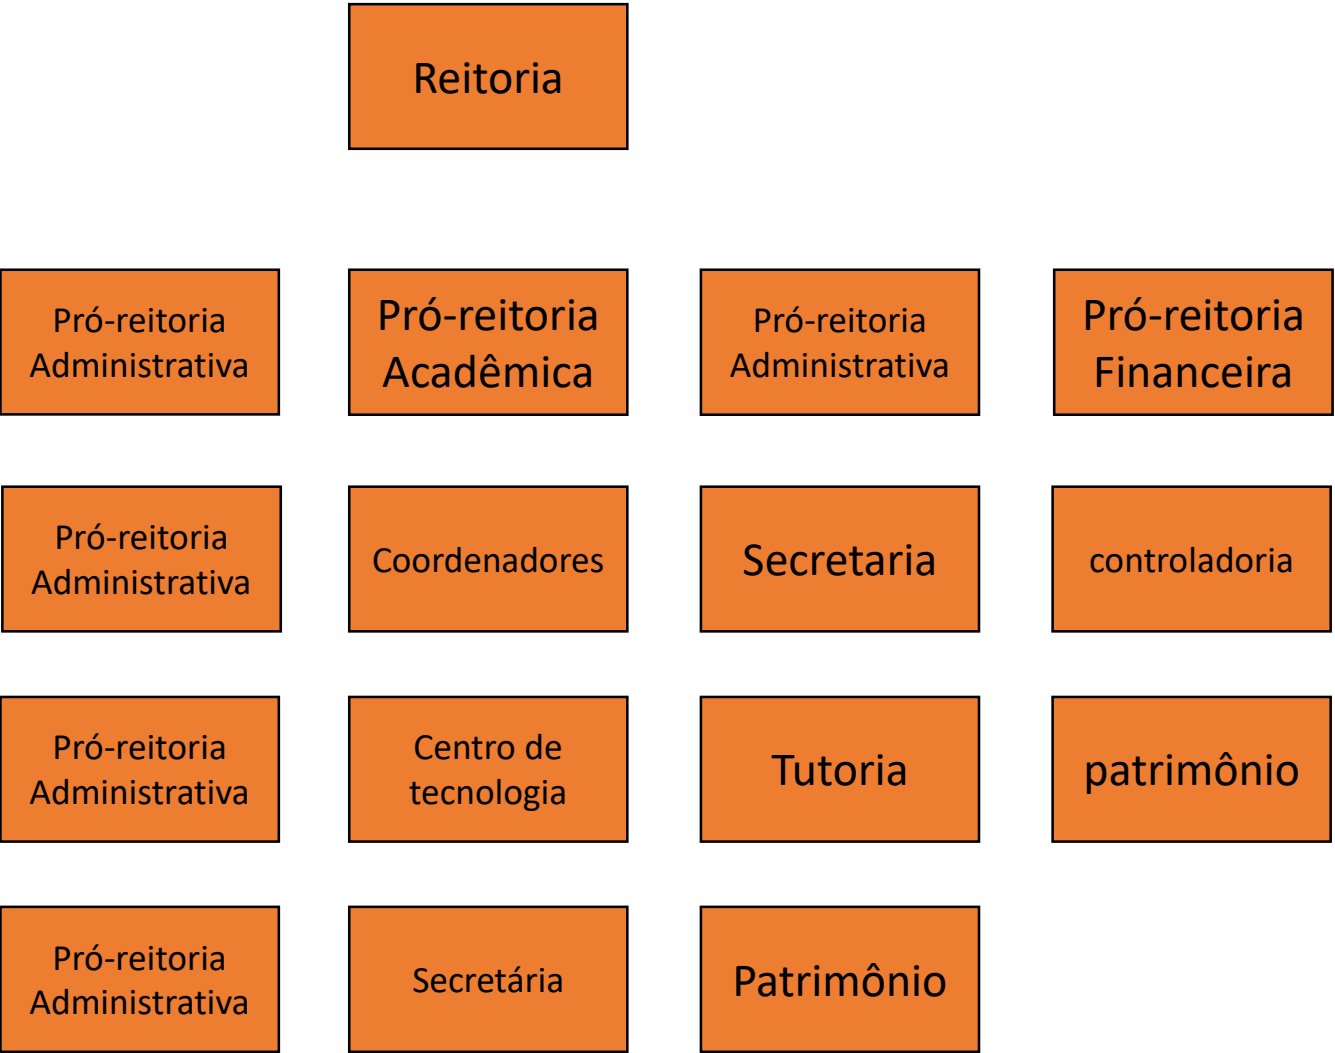 Reitoria
Pró-reitoria
Administrativa
Pró-reitoria
Acadêmica
Pró-reitoria
Administrativa
Pró-reitoria
Financeira
Pró-reitoria
Administrativa
Coordenadores
Secretaria
controladoria
Pró-reitoria
Administrativa
Centro de
tecnologia
Tutoria
patrimônio
Pró-reitoria
Administrativa
Secretária
Patrimônio